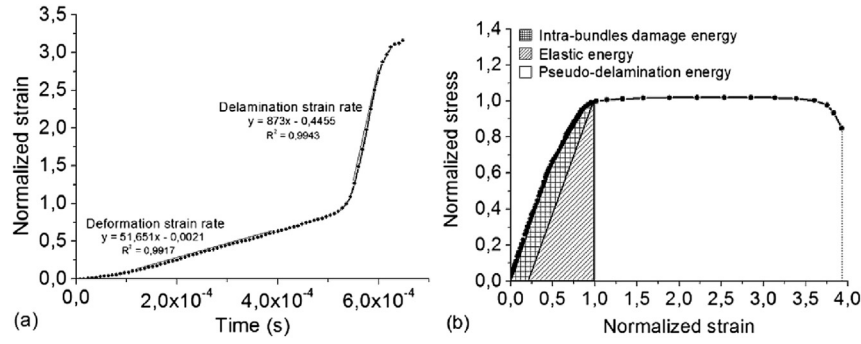 3,5
3,0
2,5
2,0
1,5
1,0
0,5
0,0
Normalized strain
Delamination strain rate
y = 873x - 0,4455
R² = 0,9943
Deformation strain rate
y = 51,651x - 0,0021
R² = 0,9917
0,0 2,0x10⁻⁴ 4,0x10⁻⁴ 6,0x10⁻⁴
Time (s)
(a)
1,4
1,2
1,0
0,8
0,6
0,4
0,2
0,0
Normalized stress
Intra-bundles damage energy
Elastic energy
Pseudo-delamination energy
0,0 0,5 1,0 1,5 2,0 2,5 3,0 3,5 4,0
Normalized strain
(b)